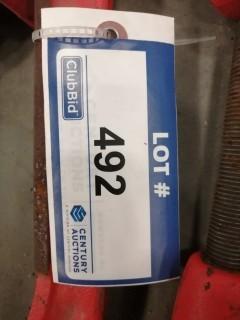 LOT #
492
ClubBid
CENTURY
AUCTIONS